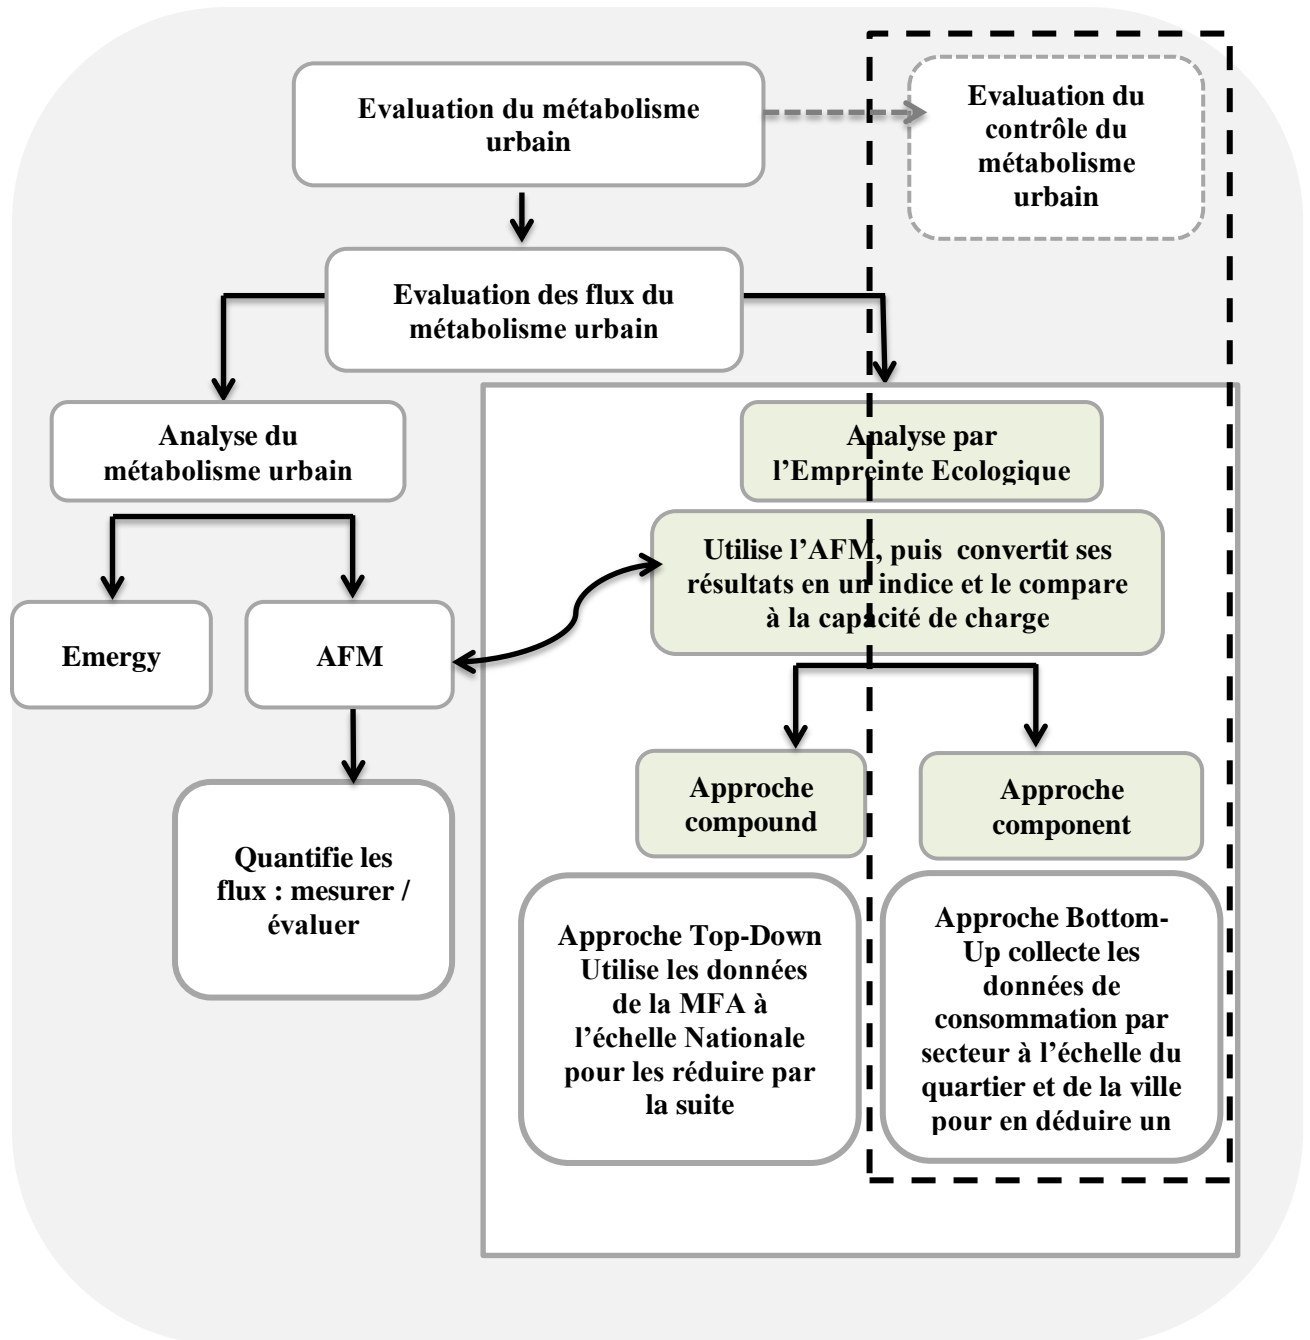 Evaluation du métabolisme
urbain
Evaluation du
contrôle du
métabolisme
urbain
Evaluation des flux du
métabolisme urbain
Analyse du
métabolisme urbain
Analyse par
l’Empreinte Ecologique
Utilise l’AFM, puis convertit ses
résultats en un indice et le compare
à la capacité de charge
Emergy
AFM
Quantifie les
flux : mesurer /
évaluer
Approche
compound
Approche
component
Approche Top-Down
Utilise les données
de la MFA à
l’échelle Nationale
pour les réduire par
la suite
Approche Bottom-
Up collecte les
données de
consommation par
secteur à l’échelle du
quartier et de la ville
pour en déduire un